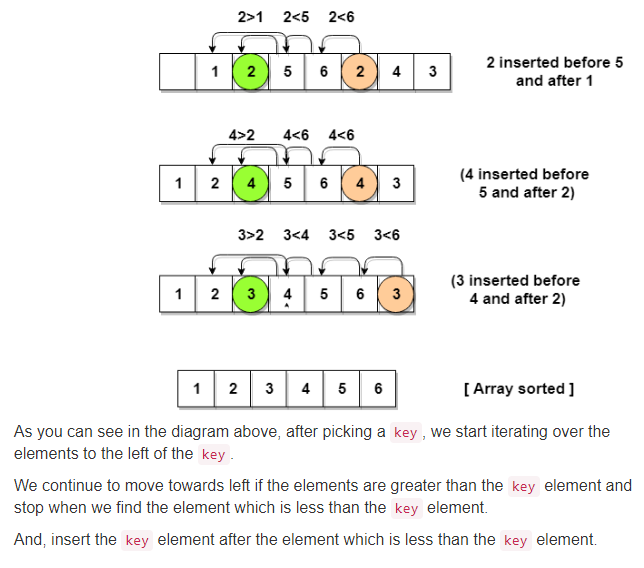 2>1 2<5 2<6
1 2 5 6 2 4 3
2 inserted before 5
and after 1
4>2 4<6 4<6
1 2 4 5 6 4 3
(4 inserted before
5 and after 2)
3>2 3<4 3<5 3<6
1 2 3 4 5 6 3
(3 inserted before
4 and after 2)
1 2 3 4 5 6
[ Array sorted ]
As you can see in the diagram above, after picking a key , we start iterating over the
elements to the left of the key .
We continue to move towards left if the elements are greater than the key element and
stop when we find the element which is less than the key element.
And, insert the key element after the element which is less than the key element.